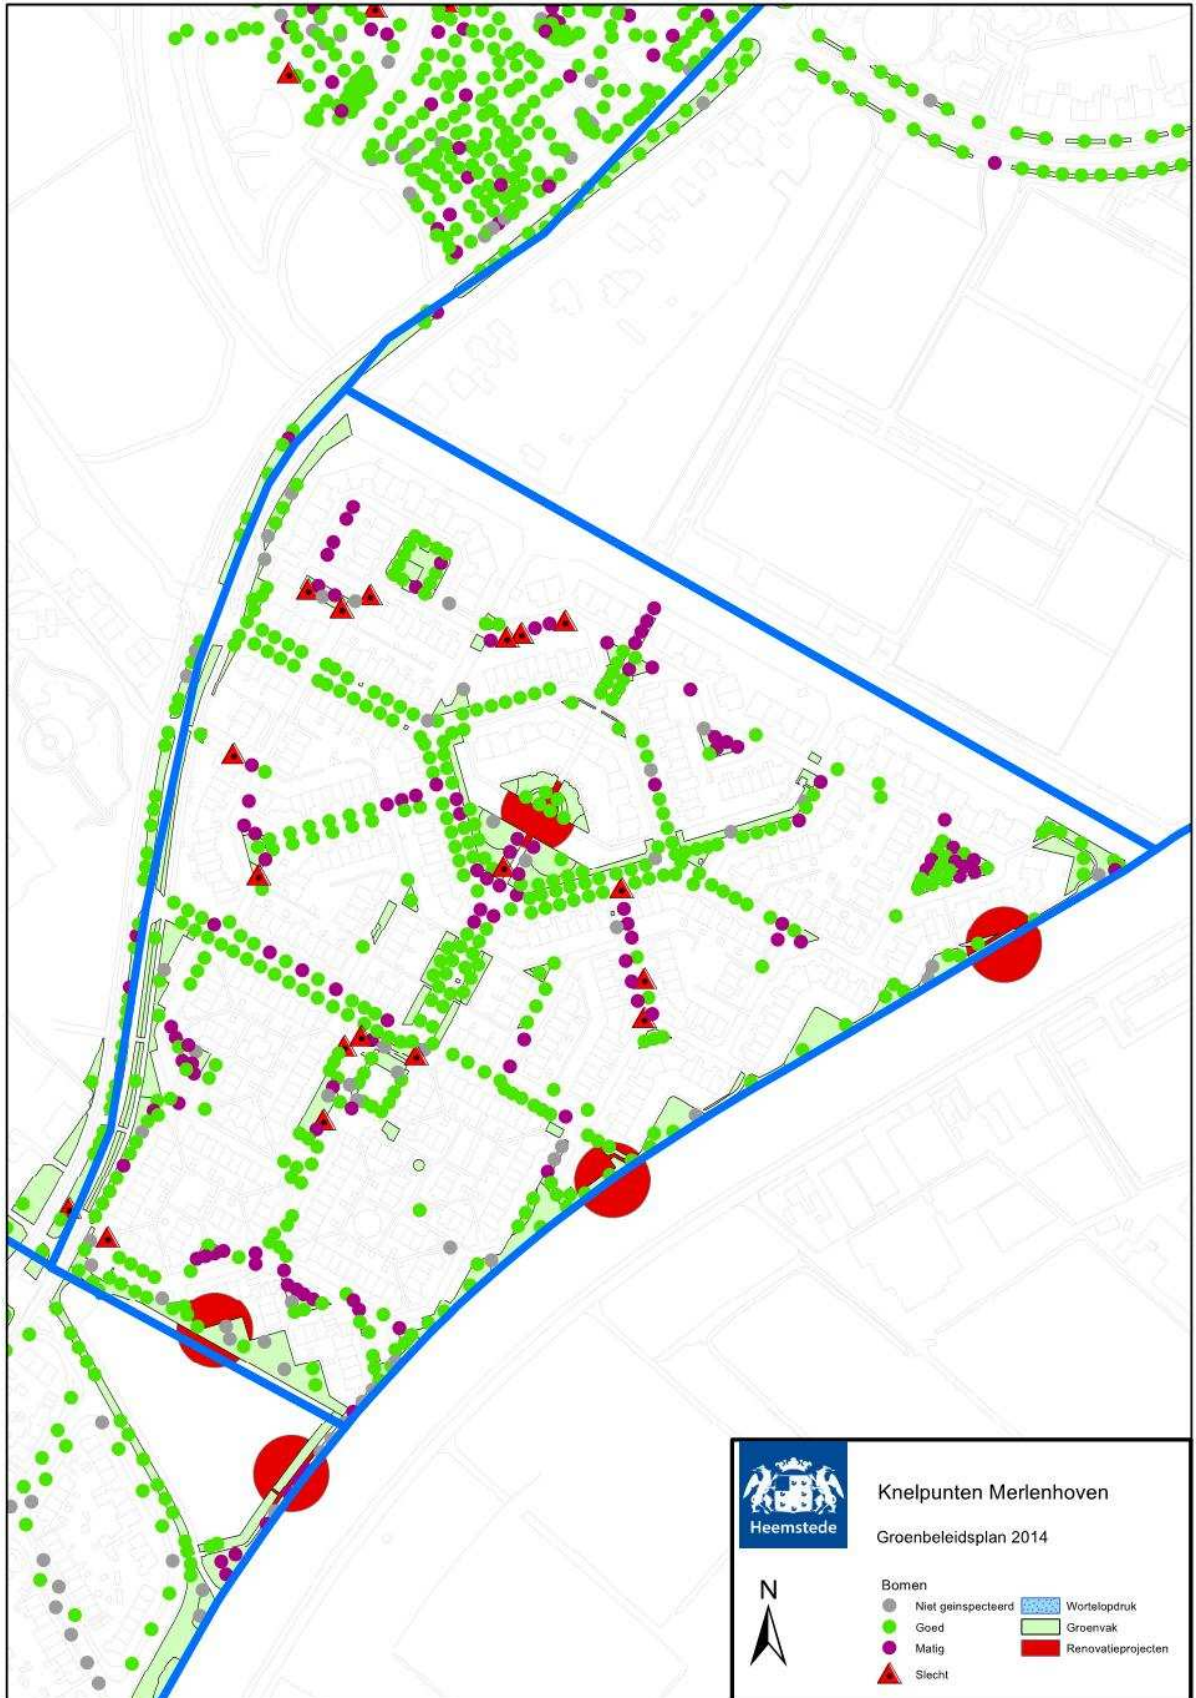 Heemstede
Knelpunten Merlenhoven
Groenbeleidsplan 2014
N
Bomen
Niet geinspecteerd
Goed
Matig
Slecht
Wortelopdruk
Groenvak
Renovatieprojecten